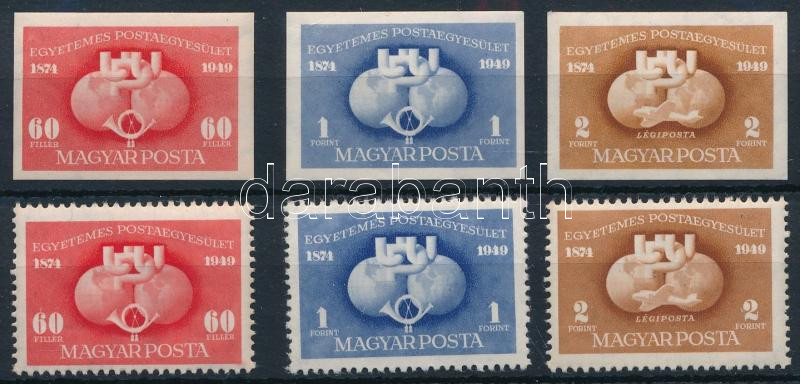 EGYETEMES POSTAEGYESÜLET
1874 1949
60 FILLÉR 60 FILLÉR
MAGYAR POSTA
EGYETEMES POSTAEGYESÜLET
1874 1949
1 FORINT 1 FORINT
MAGYAR POSTA
EGYETEMES POSTAEGYESÜLET
1874 1949
2 FORINT LÉGIPOSTA 2 FORINT
MAGYAR POSTA
darabanth
EGYETEMES POSTAEGYESÜLET
1874 1949
60 FILLÉR 60 FILLÉR
MAGYAR POSTA
EGYETEMES POSTAEGYESÜLET
1874 1949
1 FORINT 1 FORINT
MAGYAR POSTA
EGYETEMES POSTAEGYESÜLET
1874 1949
2 FORINT LÉGIPOSTA 2 FORINT
MAGYAR POSTA